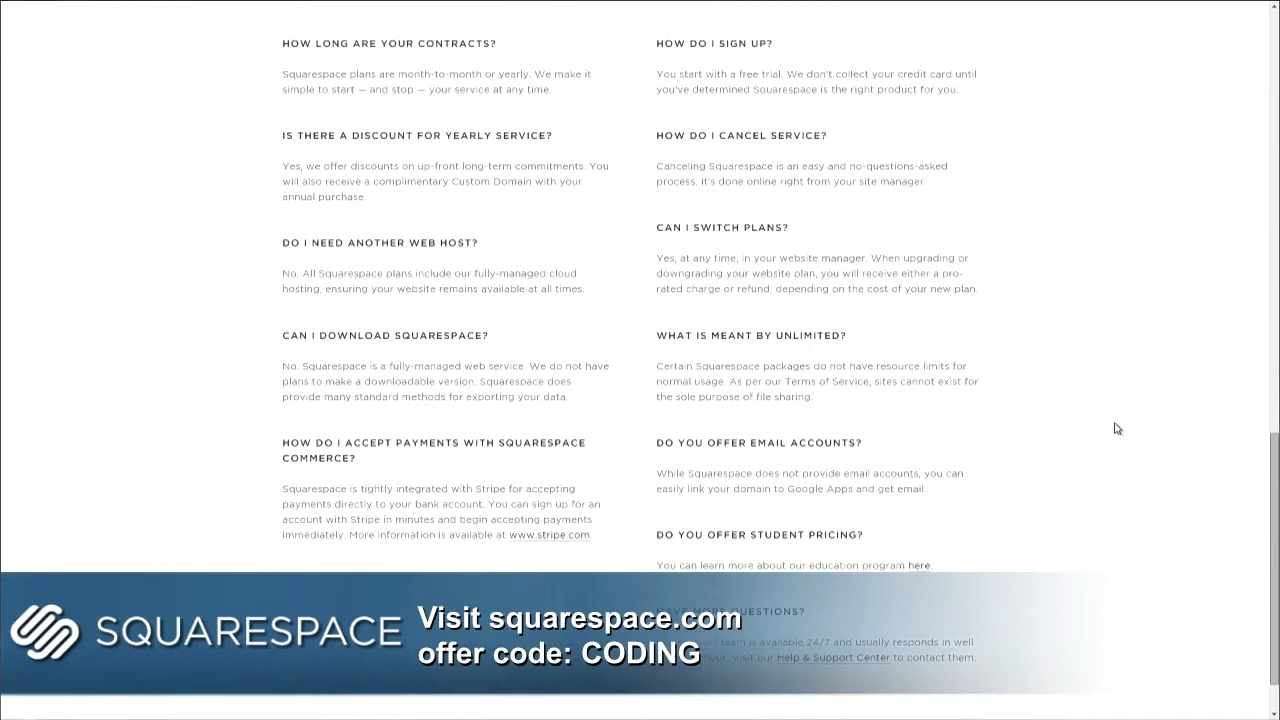 HOW LONG ARE YOUR CONTRACTS?
Squarespace plans are month-to-month or yearly. We make it
simple to start — and stop — your service at any time.
IS THERE A DISCOUNT FOR YEARLY SERVICE?
Yes, we offer discounts on up-front long-term commitments. You
will also receive a complimentary Custom Domain with your
annual purchase.
DO I NEED ANOTHER WEB HOST?
No. All Squarespace plans include our fully-managed cloud
hosting, ensuring your website remains available at all times.
CAN I DOWNLOAD SQUARESPACE?
No. Squarespace is a fully-managed web service. We do not have
plans to make a downloadable version. Squarespace does
provide many standard methods for exporting your data.
HOW DO I ACCEPT PAYMENTS WITH SQUARESPACE
COMMERCE?
Squarespace is tightly integrated with Stripe for accepting
payments directly to your bank account. You can sign up for an
account with Stripe in minutes and begin accepting payments
immediately. More information is available at www.stripe.com.
HOW DO I SIGN UP?
You start with a free trial. We don't collect your credit card until
you've determined Squarespace is the right product for you.
HOW DO I CANCEL SERVICE?
Canceling Squarespace is an easy and no-questions-asked
process. It's done online right from your site manager.
CAN I SWITCH PLANS?
Yes, at any time, in your website manager. When upgrading or
downgrading your website plan, you will receive either a pro-
rated charge or refund, depending on the cost of your new plan.
WHAT IS MEANT BY UNLIMITED?
Certain Squarespace packages do not have resource limits for
normal usage. As per our Terms of Service, sites cannot exist for
the sole purpose of file sharing.
DO YOU OFFER EMAIL ACCOUNTS?
While Squarespace does not provide email accounts, you can
easily link your domain to Google Apps and get email.
DO YOU OFFER STUDENT PRICING?
You can learn more about our education program here.
HAVE MORE QUESTIONS?
team is available 24/7 and usually responds in well
hour. Visit our Help & Support Center to contact them.
SQUARESPACE
Visit squarespace.com
offer code: CODING